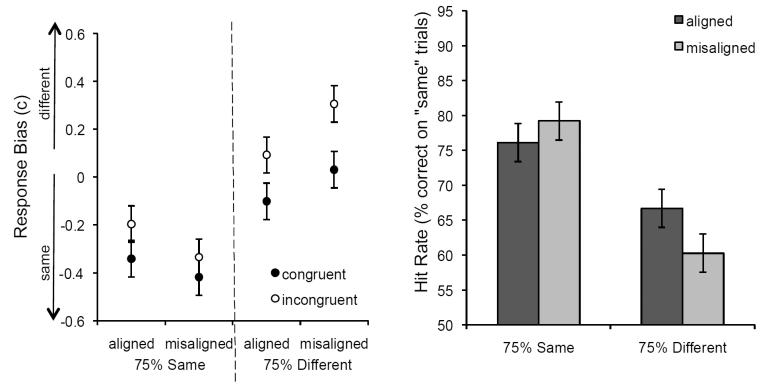 Response Bias (c)
different
same
0.6
0.4
0.2
0
-0.2
-0.4
-0.6
congruent
incongruent
aligned misaligned aligned misaligned
75% Same 75% Different
Hit Rate (% correct on "same" trials)
95
90
85
80
75
70
65
60
55
50
aligned
misaligned
75% Same 75% Different